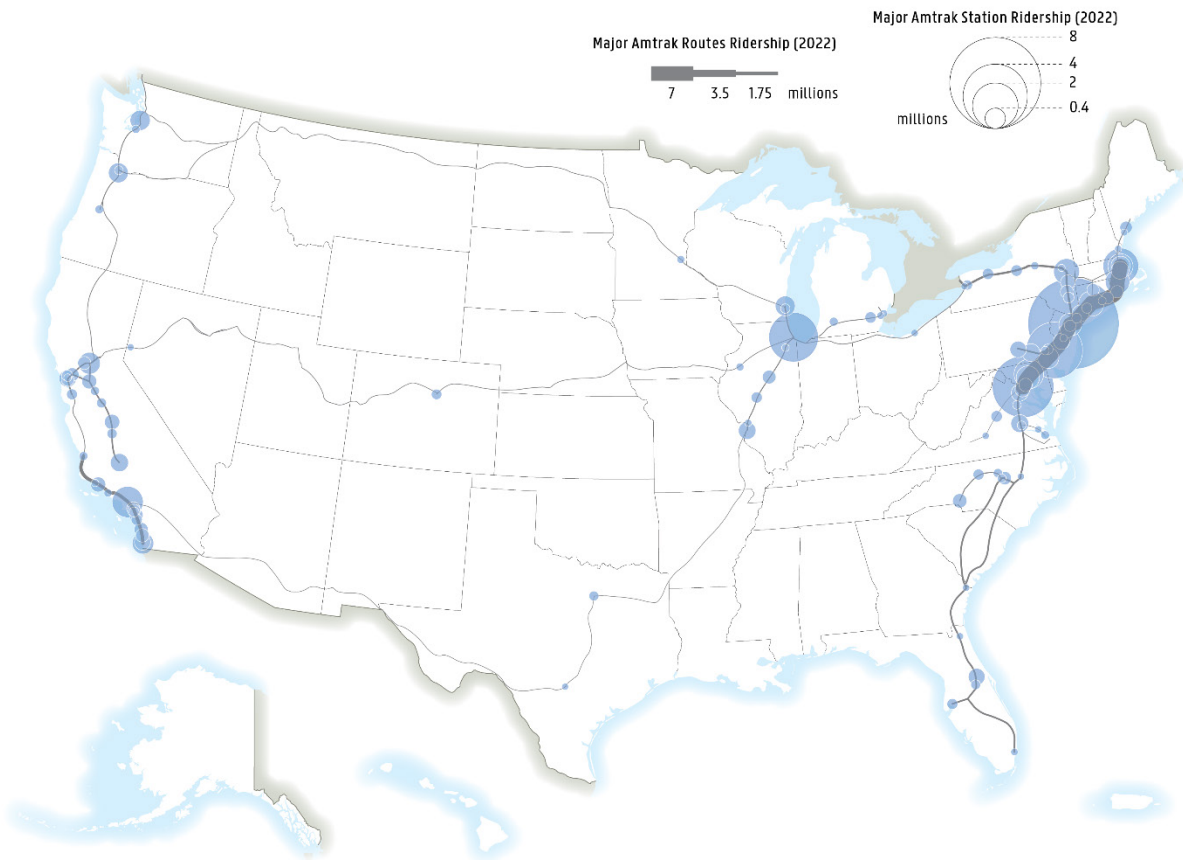 Major Amtrak Station Ridership (2022)
8
4
2
0.4
millions
Major Amtrak Routes Ridership (2022)
7 3.5 1.75 millions